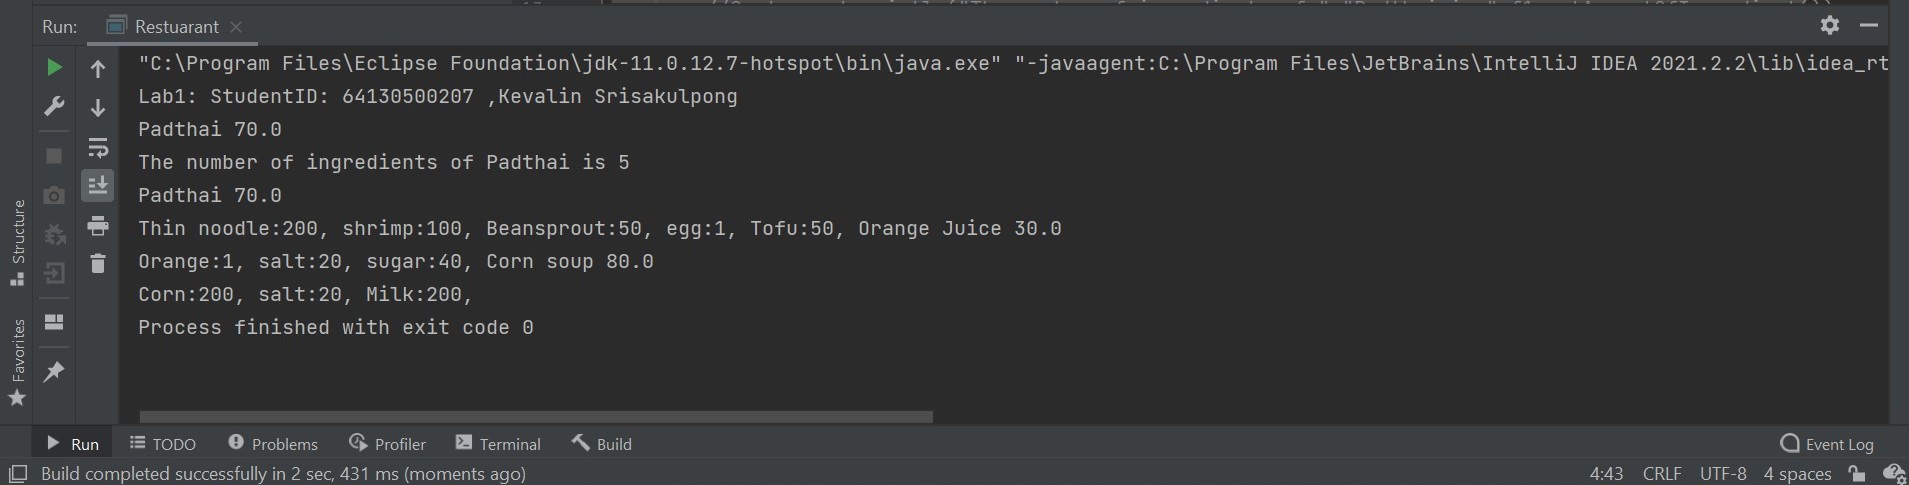 Run: Restuarant
"C:\Program Files\Eclipse Foundation\jdk-11.0.12.7-hotspot\bin\java.exe" "-javaagent:C:\Program Files\JetBrains\IntelliJ IDEA 2021.2.2\lib\idea_rt
Lab1: StudentID: 64130500207 ,Kevalin Srisakulpong
Padthai 70.0
The number of ingredients of Padthai is 5
Padthai 70.0
Thin noodle:200, shrimp:100, Beansprout:50, egg:1, Tofu:50, Orange Juice 30.0
Orange:1, salt:20, sugar:40, Corn soup 80.0
Corn:200, salt:20, Milk:200,
Process finished with exit code 0
Structure
Favorites
Run TODO Problems Profiler Terminal Build Event Log
Build completed successfully in 2 sec, 431 ms (moments ago) 4:43 CRLF UTF-8 4 spaces